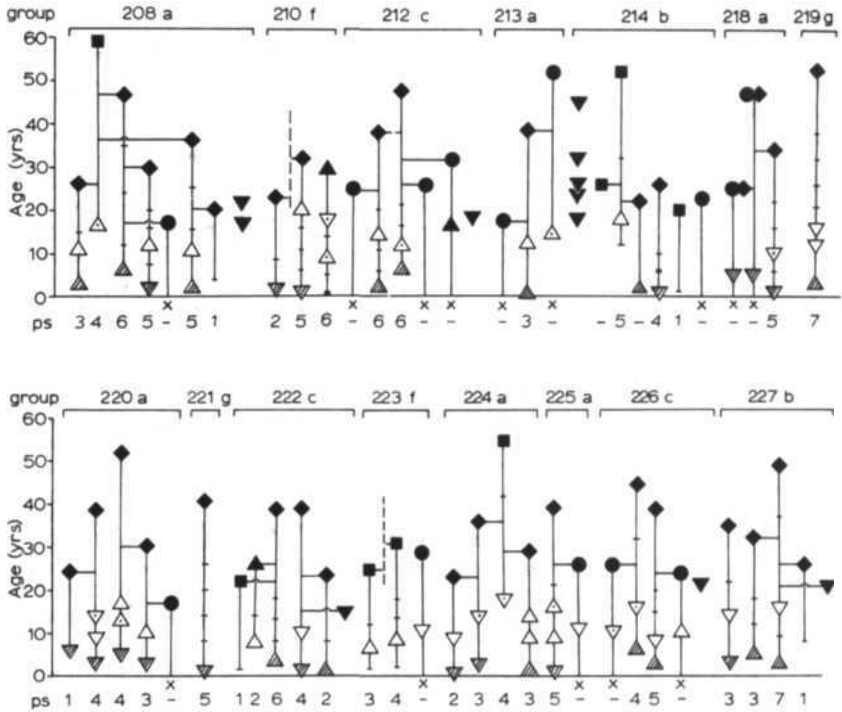 group 208 a 210 f 212 c 213 a 214 b 218 a 219 g
60
50
40
30
20
10
0
Age (yrs)
x x x x x x x x x
ps 3 4 6 5 - 5 1 2 5 6 - 6 6 - - - 3 - - 5 - 4 1 - - - 5 7
group 220 a 221 g 222 c 223 f 224 a 225 a 226 c 227 b
60
50
40
30
20
10
0
Age (yrs)
x x x x x
ps 1 4 4 3 - 5 1 2 6 4 2 3 4 - 2 3 4 3 5 - - 4 5 - 3 3 7 1